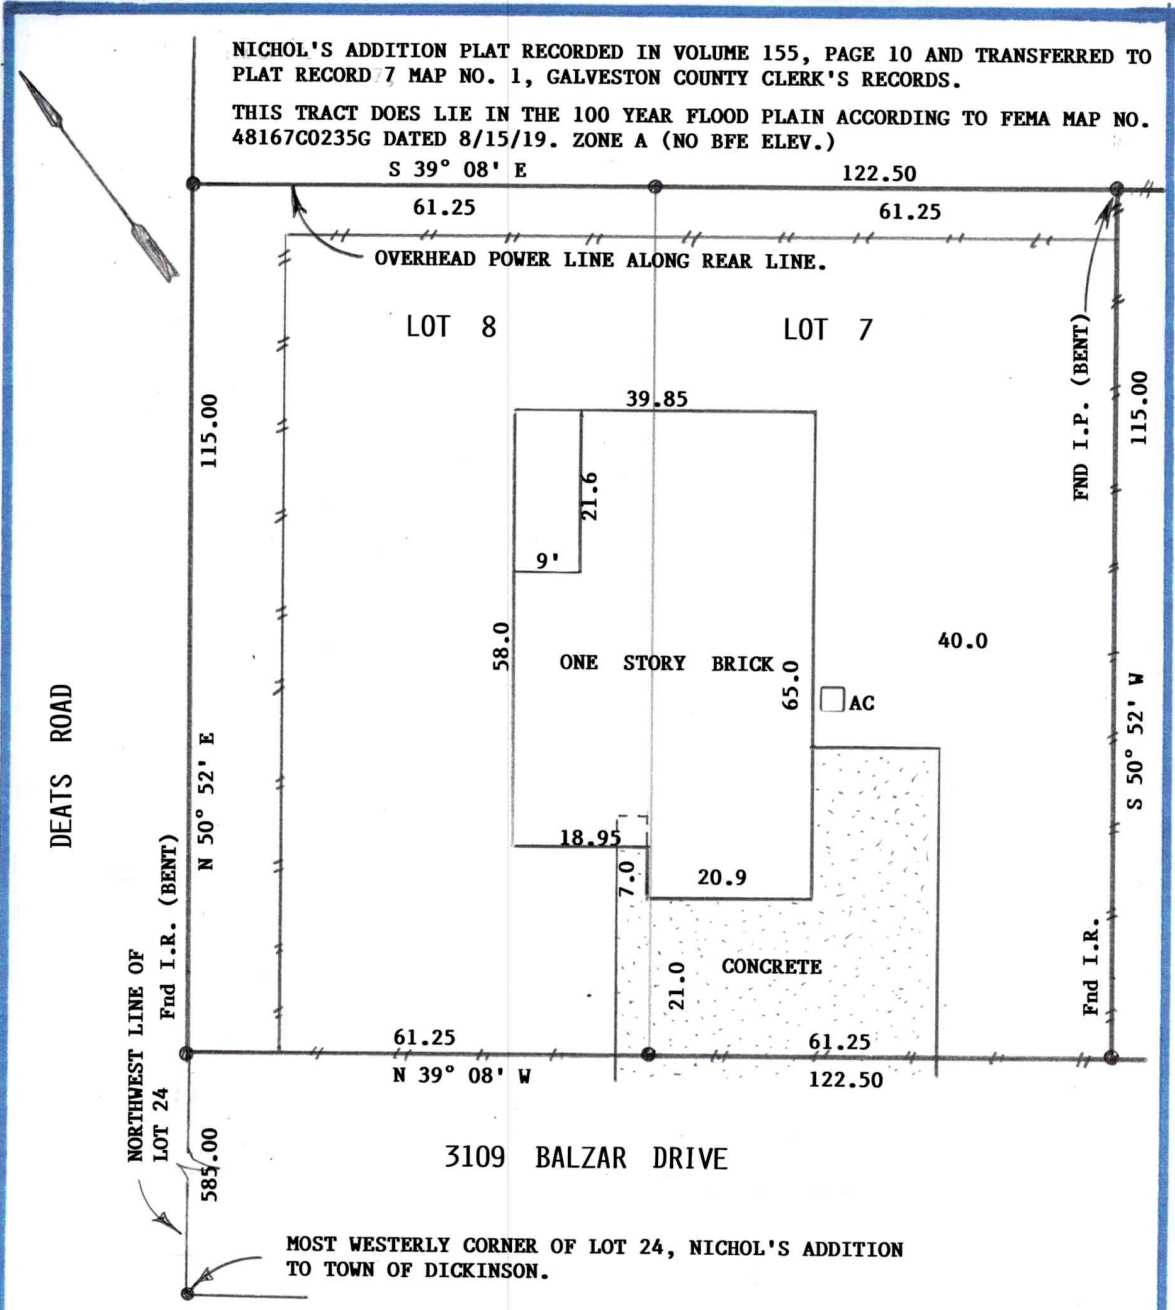 NICHOL'S ADDITION PLAT RECORDED IN VOLUME 155, PAGE 10 AND TRANSFERRED TO
PLAT RECORD 7 MAP NO. 1, GALVESTON COUNTY CLERK'S RECORDS.
THIS TRACT DOES LIE IN THE 100 YEAR FLOOD PLAIN ACCORDING TO FEMA MAP NO.
48167C0235G DATED 8/15/19. ZONE A (NO BFE ELEV.)
S 39° 08' E
122.50
61.25
61.25
OVERHEAD POWER LINE ALONG REAR LINE.
LOT 8
LOT 7
FND I.P. (BENT)
115.00
115.00
39.85
21.6
9'
58.0
ONE STORY BRICK
65.0
40.0
AC
DEATS ROAD
N 50° 52' E
S 50° 52' W
18.95
7.0
20.9
Fnd I.R. (BENT)
NORTHWEST LINE OF
LOT 24
CONCRETE
21.0
Fnd I.R.
61.25
61.25
N 39° 08' W
122.50
585.00
3109 BALZAR DRIVE
MOST WESTERLY CORNER OF LOT 24, NICHOL'S ADDITION
TO TOWN OF DICKINSON.